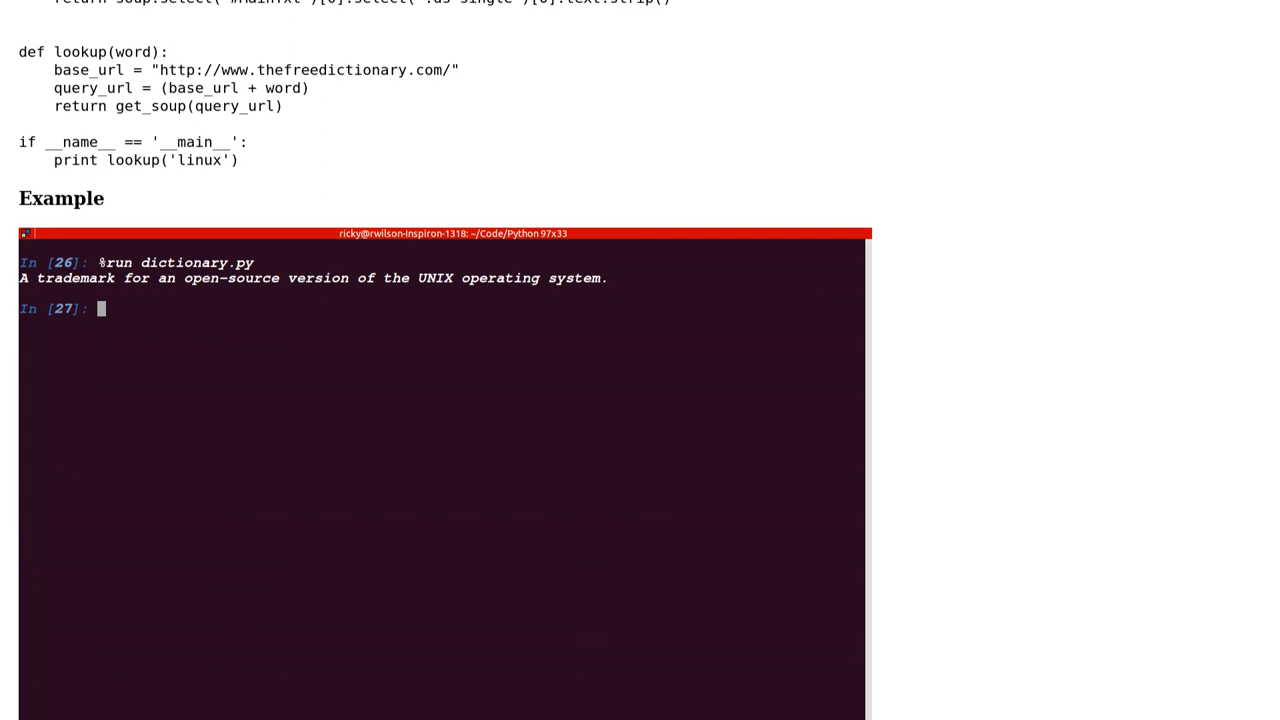 def lookup(word):
    base_url = "http://www.thefreedictionary.com/"
    query_url = (base_url + word)
    return get_soup(query_url)
if __name__ == '__main__':
    print lookup('linux')
Example
ricky@rwilson-Inspiron-1318: ~/Code/Python 97x33
In [26]: %run dictionary.py
A trademark for an open-source version of the UNIX operating system.
In [27]: